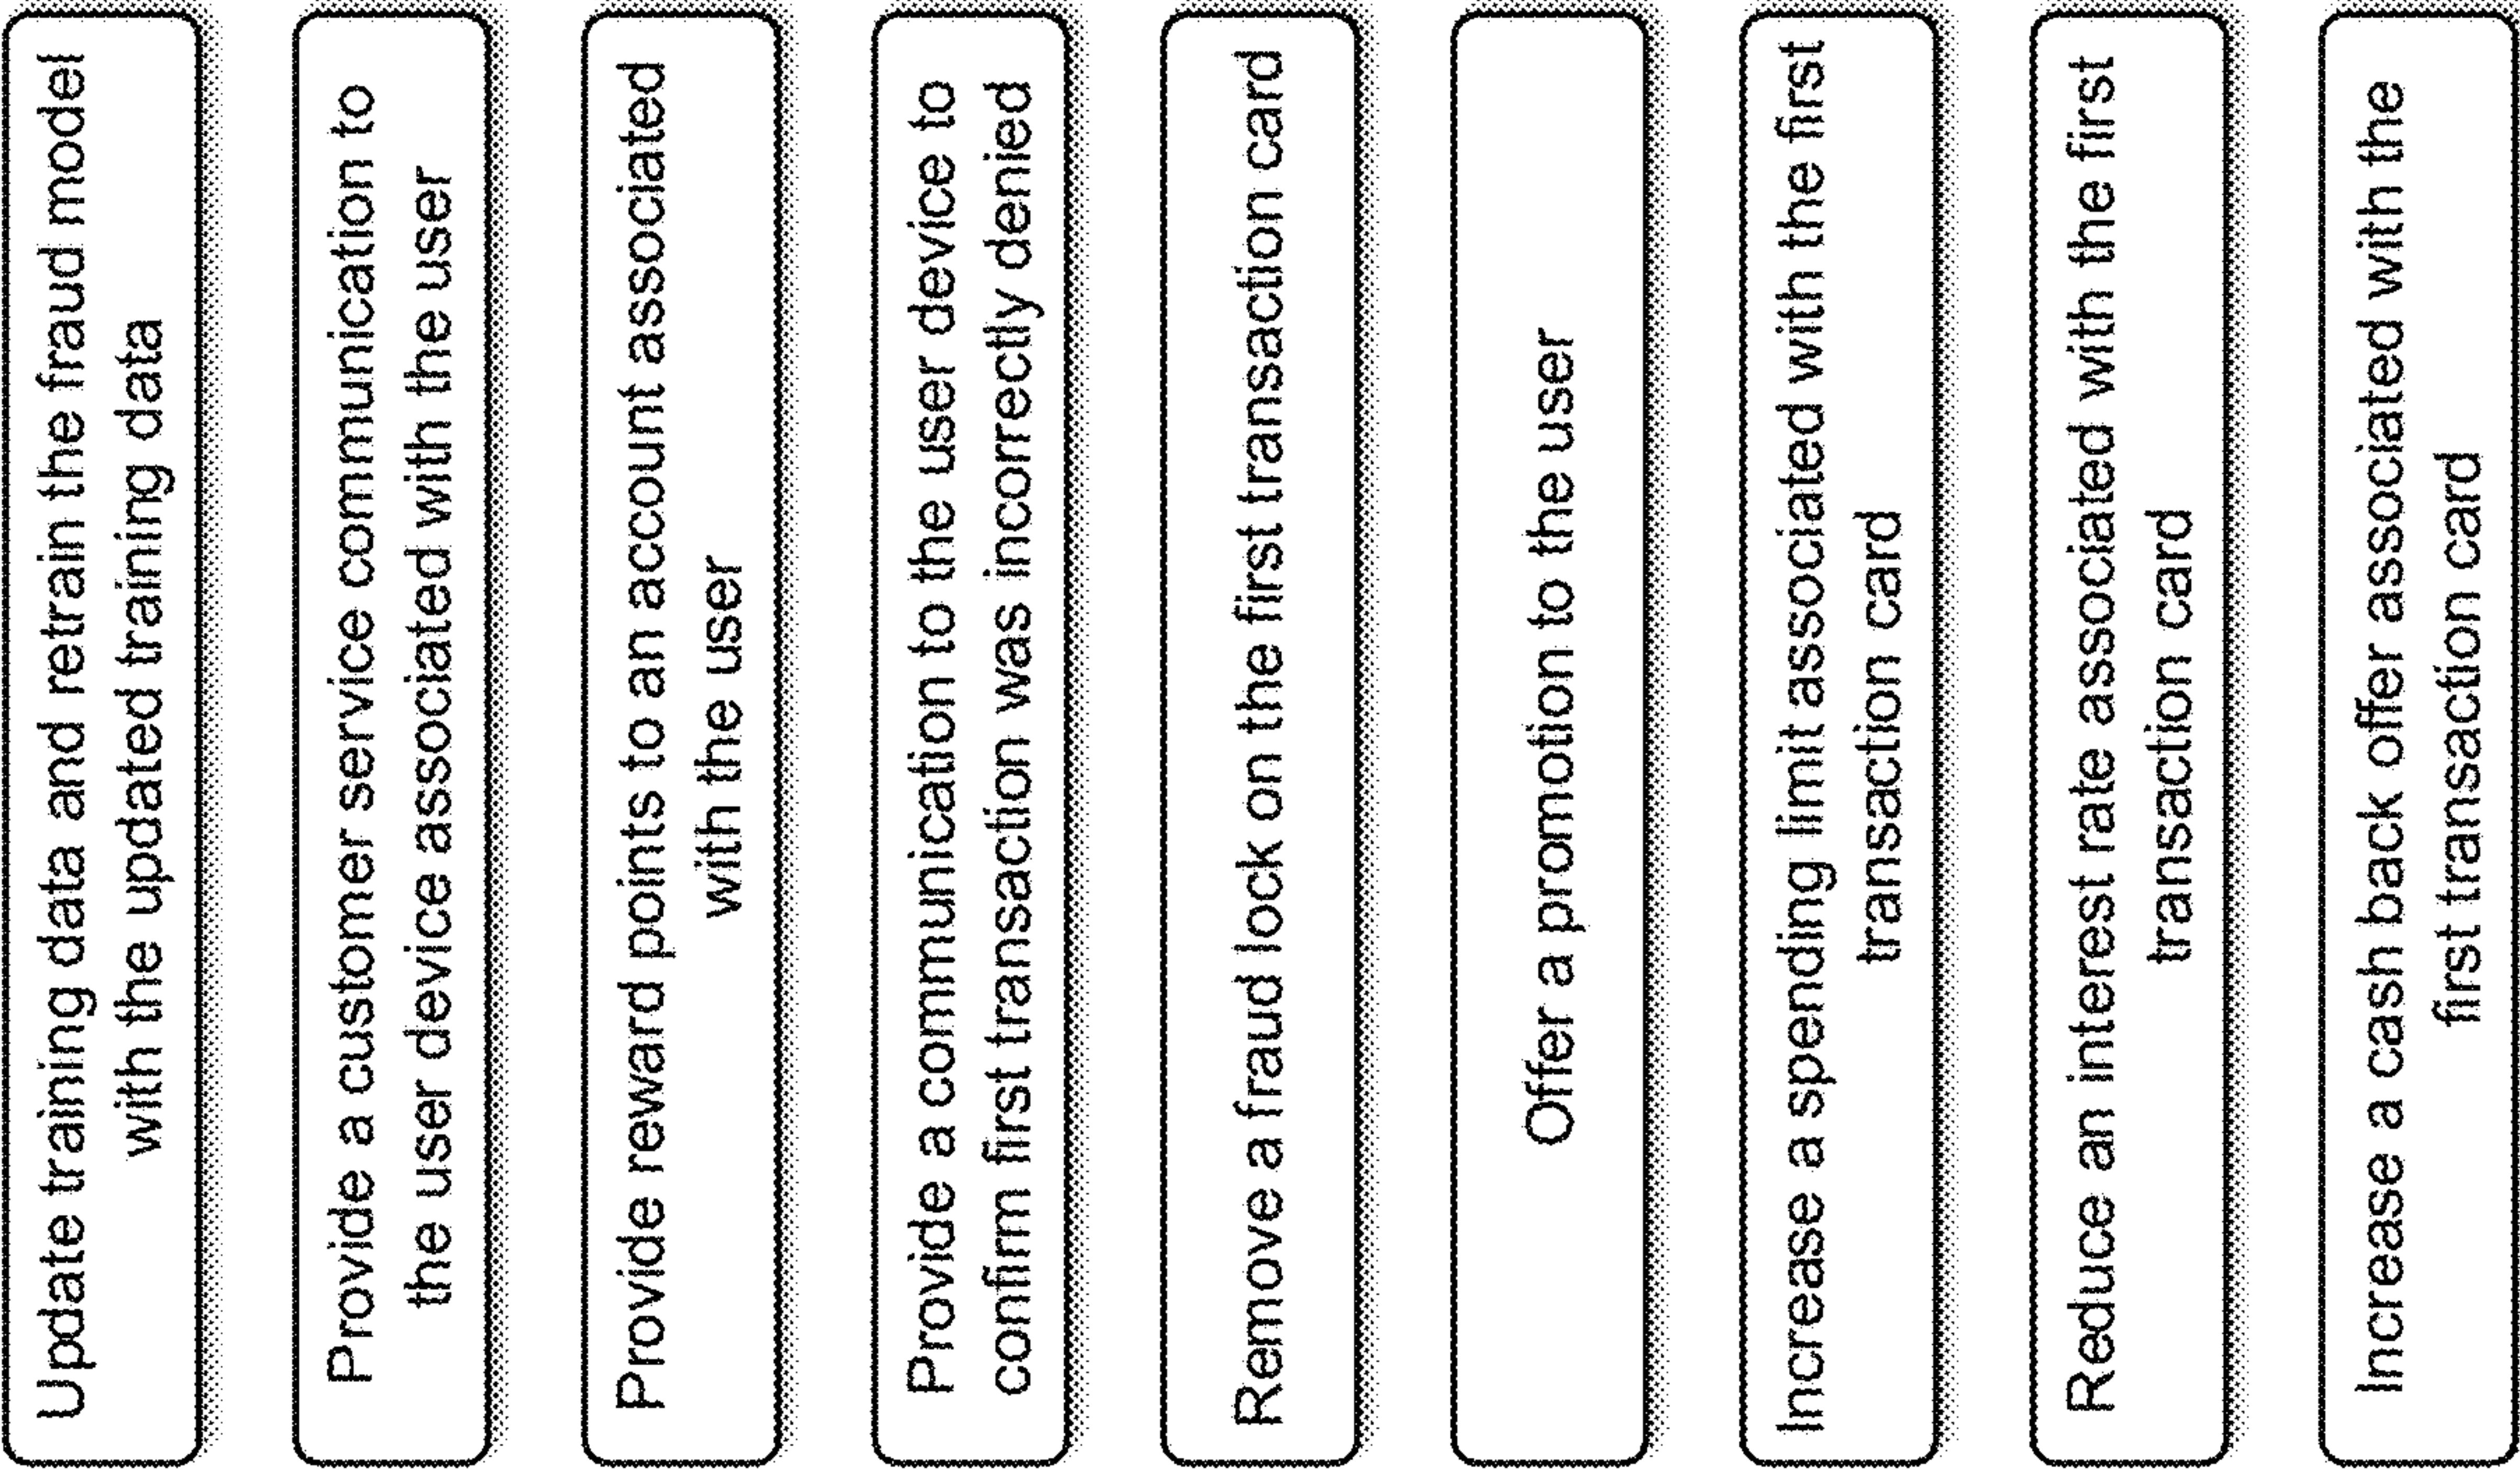 Update training data and retrain the fraud model
with the updated training data
Provide a customer service communication to
the user device associated with the user
Provide reward points to an account associated
with the user
Provide a communication to the user device to
confirm first transaction was incorrectly denied
Remove a fraud lock on the first transaction card
Offer a promotion to the user
Increase a spending limit associated with the first
transaction card
Reduce an interest rate associated with the first
transaction card
Increase a cash back offer associated with the
first transaction card